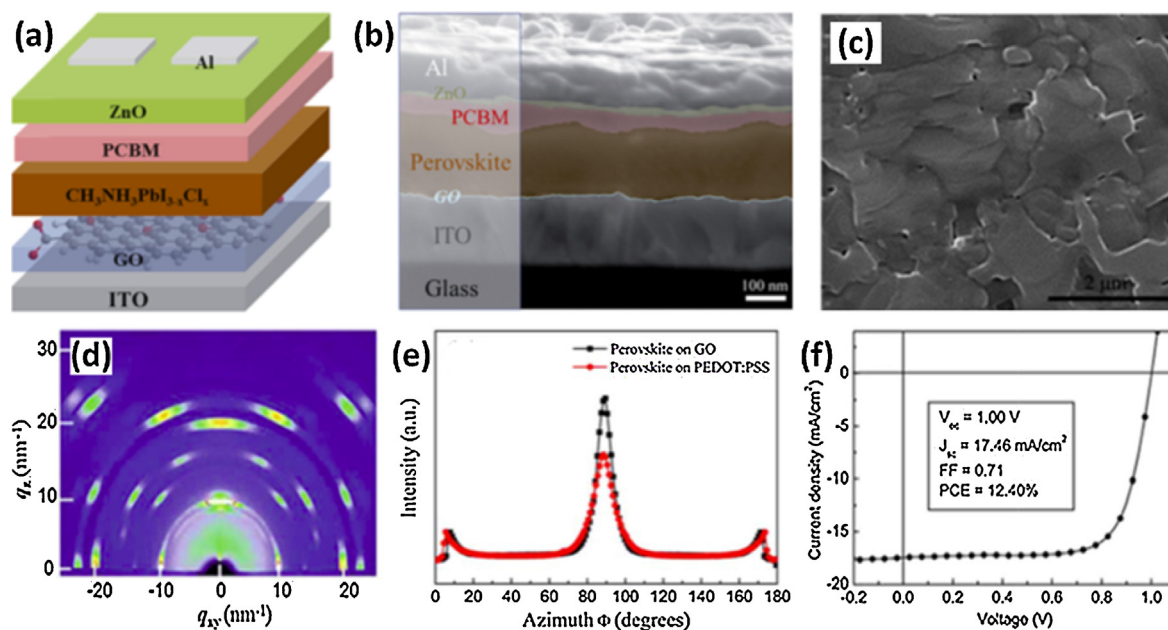 (a)
Al
ZnO
PCBM
CH₃NH₃PbI₃₋ₓClₓ
GO
ITO
(b)
Al
ZnO
PCBM
Perovskite
GO
ITO
Glass
100 nm
(c)
2 µm
(d)
30
20
10
0
qz(nm⁻¹)
-20
-10
0
10
20
qxy(nm⁻¹)
(e)
Perovskite on GO
Perovskite on PEDOT:PSS
Intensity (a.u.)
0
20
40
60
80
100
120
140
160
180
Azimuth Φ (degrees)
(f)
0
-5
-10
-15
-20
Current density (mA/cm²)
Voc = 1.00 V
Jsc = 17.46 mA/cm²
FF = 0.71
PCE = 12.40%
-0.2
0.0
0.2
0.4
0.6
0.8
1.0
Voltage (V)